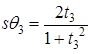 sθ₃ = 2t₃ / (1 + t₃²)